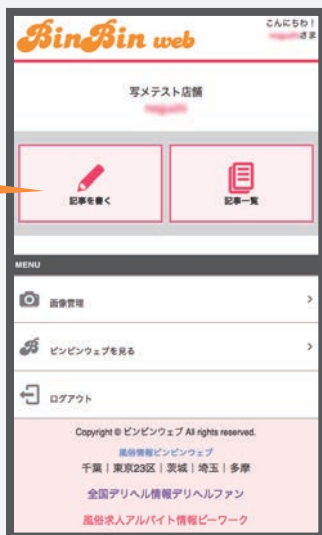 BinBin web
こんにちわ！
さま
写メテスト店舗
記事を書く
記事一覧
MENU
画像管理
ビンビンウェブを見る
ログアウト
Copyright © ビンビンウェブ All rights reserved.
風俗情報ビンビンウェブ
千葉｜東京23区｜茨城｜埼玉｜多摩
全国デリヘル情報デリヘルファン
風俗求人アルバイト情報ビーワーク